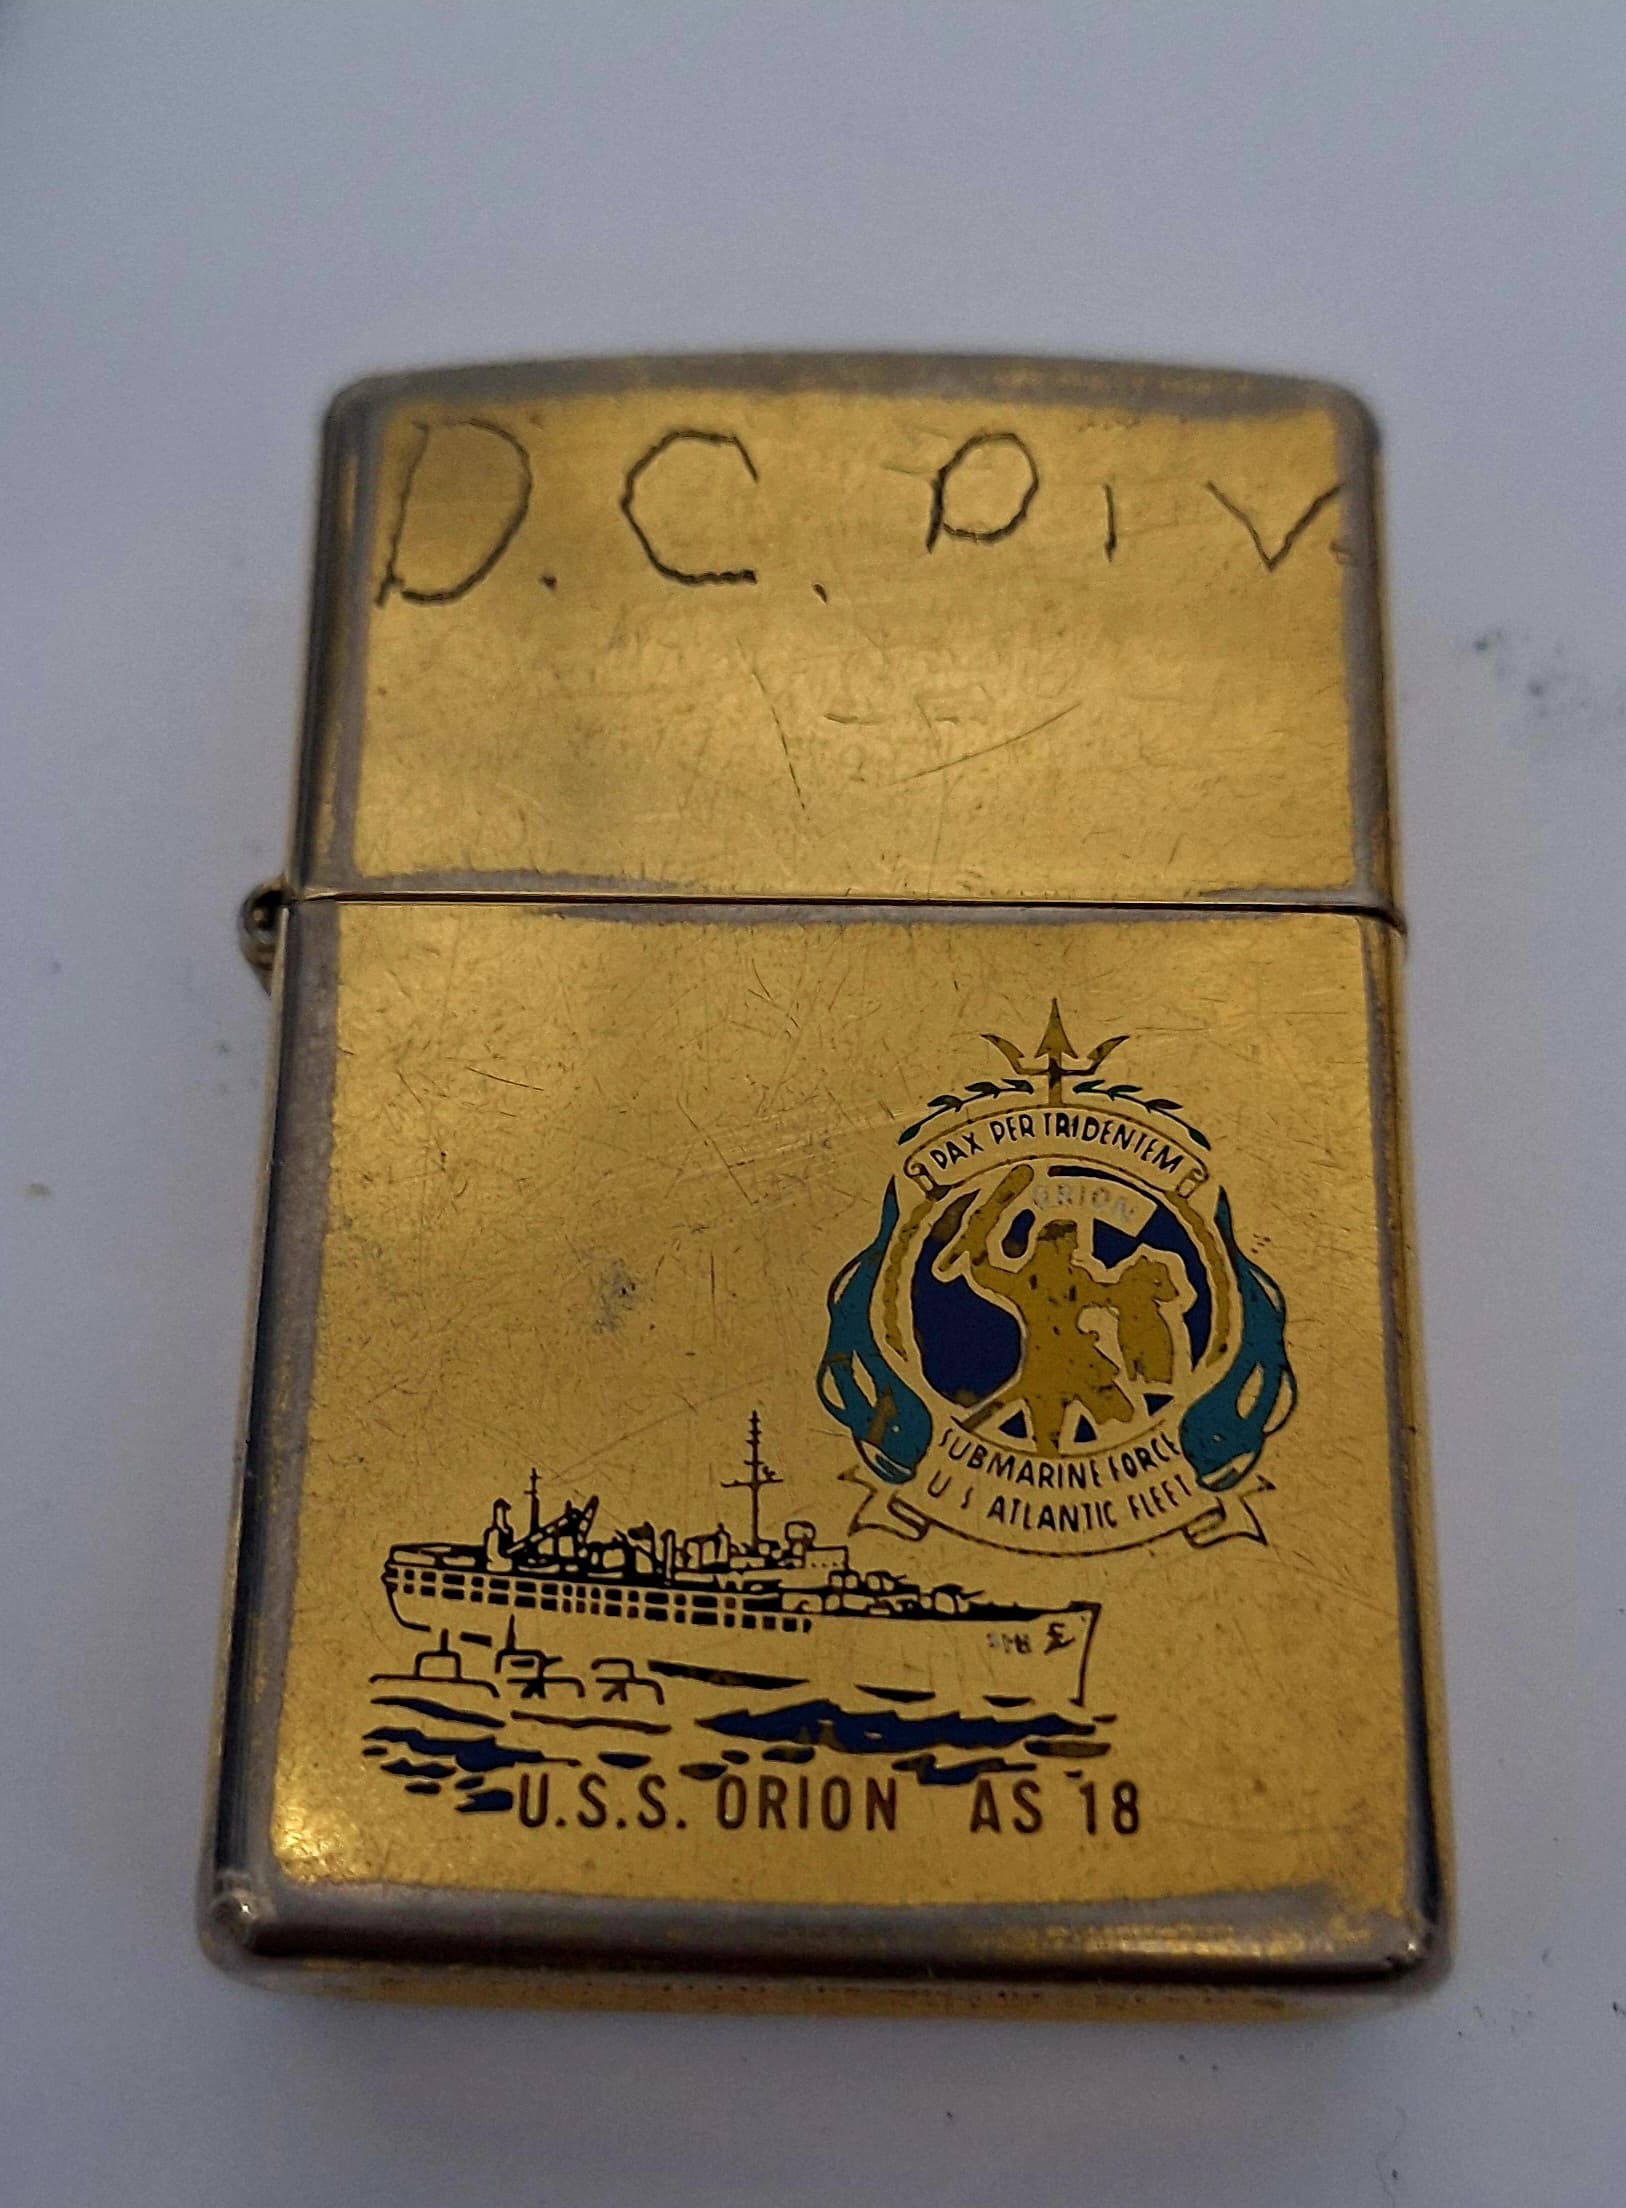 D.C. Div.
PAX PER TRIDENTEM
ORION
SUBMARINE FORCE
U S ATLANTIC FLEET
U.S.S. ORION AS 18